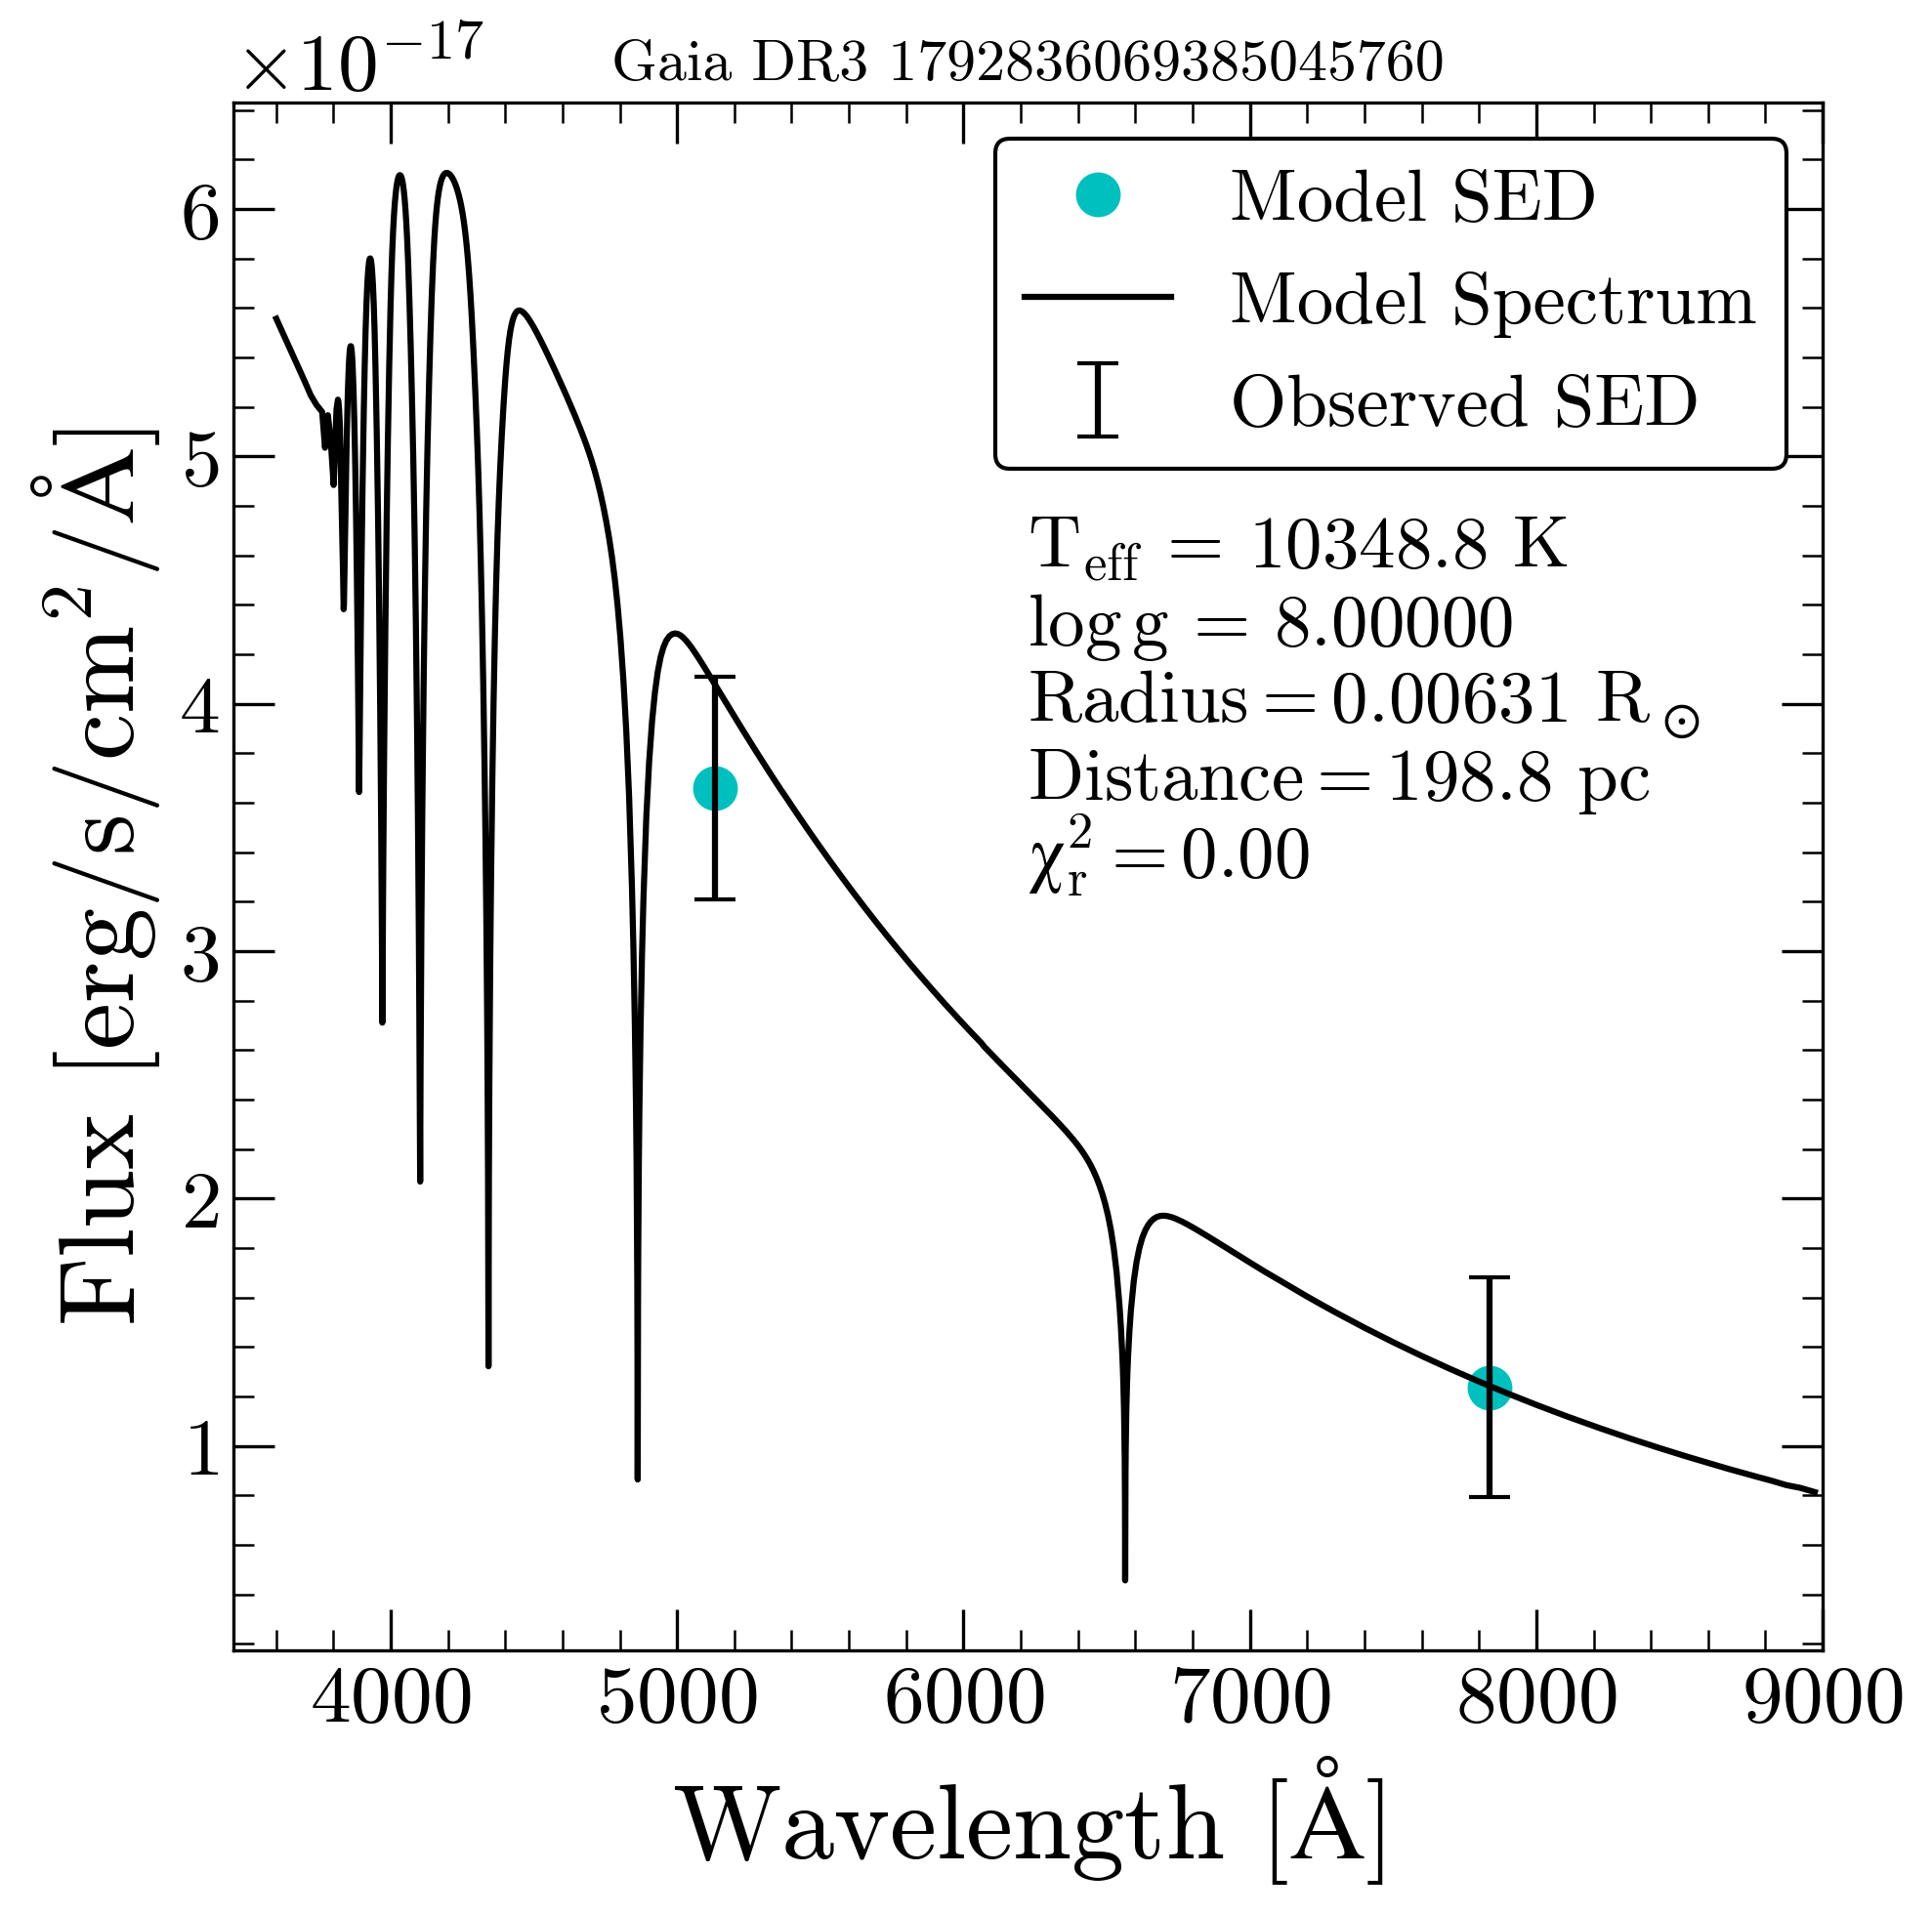 ×10⁻¹⁷
Gaia DR3 1792836069385045760
Model SED
Model Spectrum
Observed SED
T_eff = 10348.8 K
log g = 8.00000
Radius = 0.00631 R_⊙
Distance = 198.8 pc
χ²_r = 0.00
6
5
4
3
2
1
Flux [erg/s/cm²/Å]
4000 5000 6000 7000 8000 9000
Wavelength [Å]